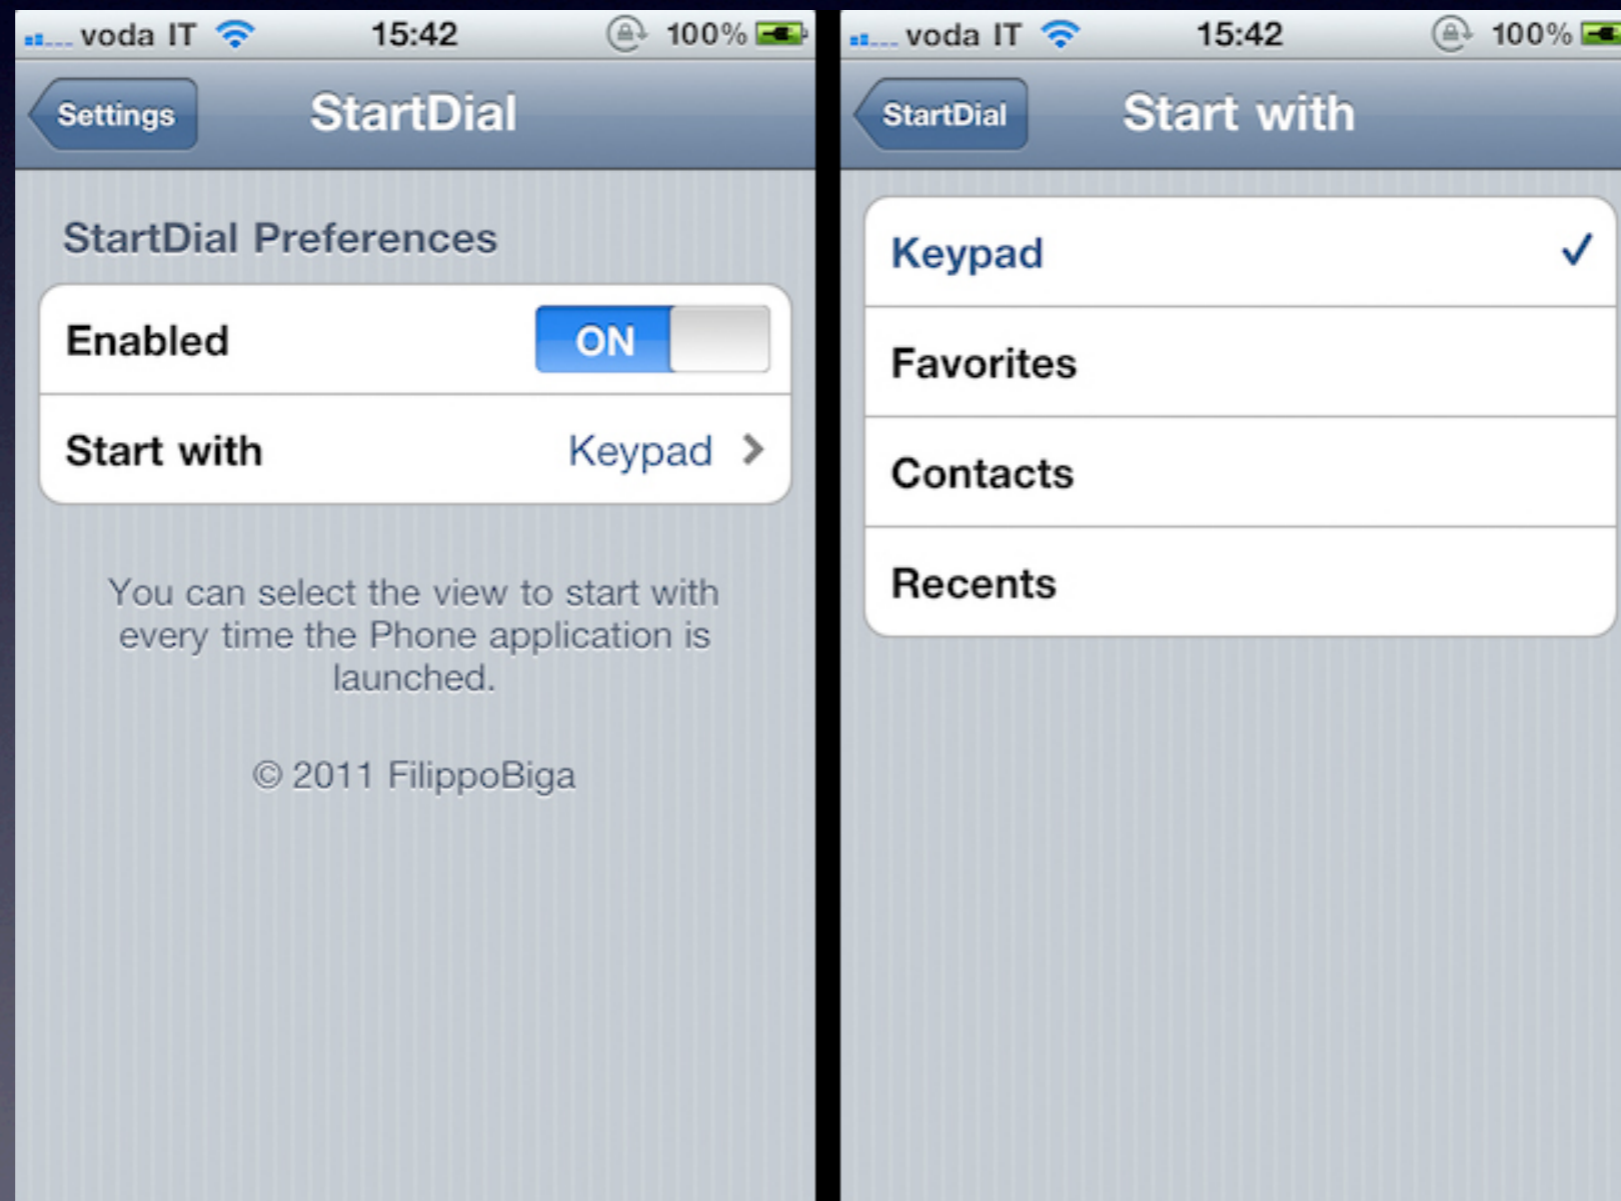 voda IT 15:42 100%
Settings StartDial
StartDial Preferences
Enabled ON
Start with Keypad
You can select the view to start with
every time the Phone application is
launched.
© 2011 FilippoBiga
voda IT 15:42 100%
StartDial Start with
Keypad
Favorites
Contacts
Recents